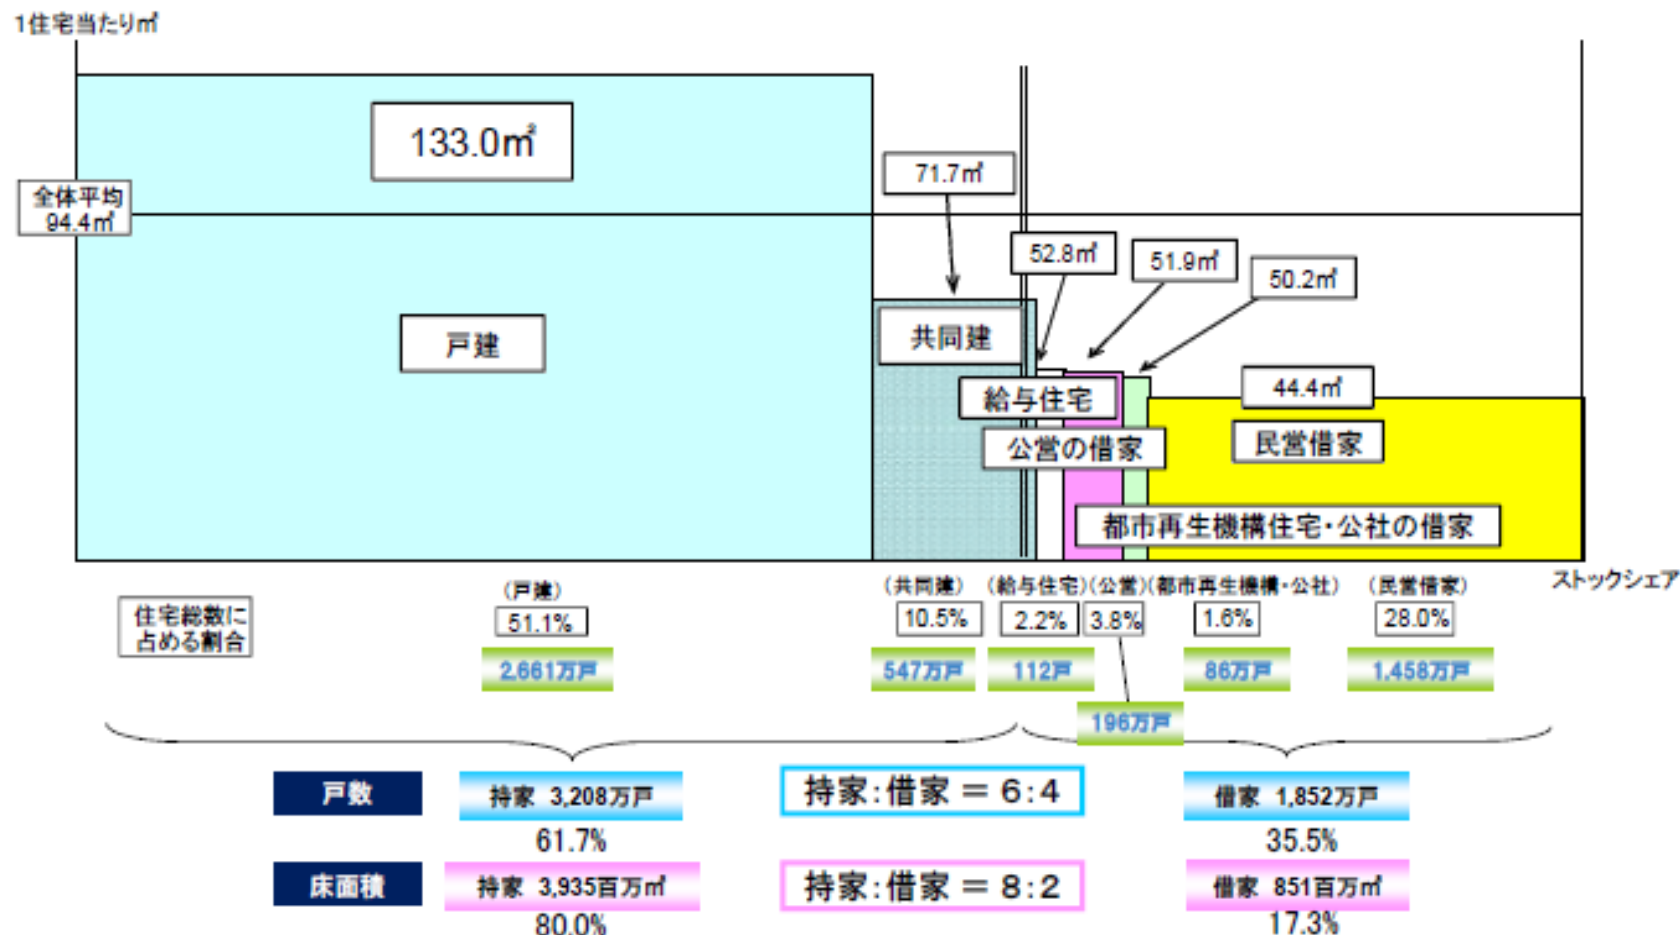 1住宅当たり㎡
133.0㎡
71.7㎡
全体平均
94.4㎡
52.8㎡
51.9㎡
50.2㎡
戸建
共同建
給与住宅
44.4㎡
公営の借家
民営借家
都市再生機構住宅・公社の借家
ストックシェア
住宅総数に
占める割合
(戸建)
(共同建)
(給与住宅)(公営)(都市再生機構・公社)
(民営借家)
51.1%
10.5%
2.2%
3.8%
1.6%
28.0%
2,661万戸
547万戸
112戸
86万戸
1,458万戸
196万戸
戸数
持家 3,208万戸
持家:借家 = 6:4
借家 1,852万戸
61.7%
35.5%
床面積
持家 3,935百万㎡
持家:借家 = 8:2
借家 851百万㎡
80.0%
17.3%